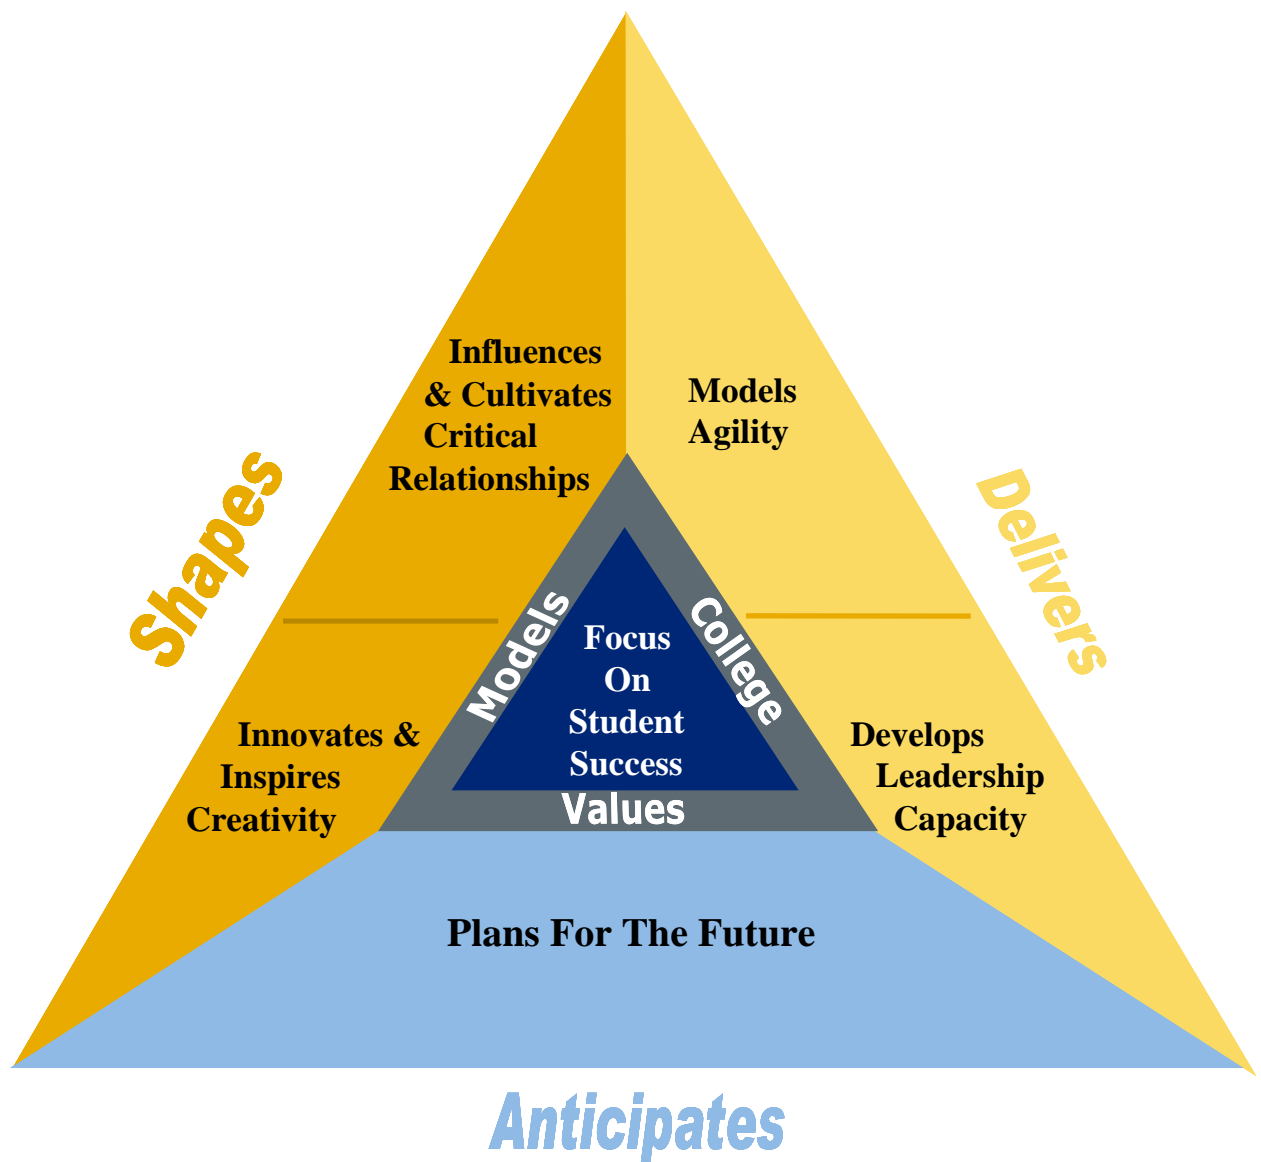 Influences
& Cultivates
Critical
Relationships
Models
Agility
Shapes
Delivers
Models
College
Focus
On
Student
Success
Values
Innovates &
Inspires
Creativity
Develops
Leadership
Capacity
Plans For The Future
Anticipates